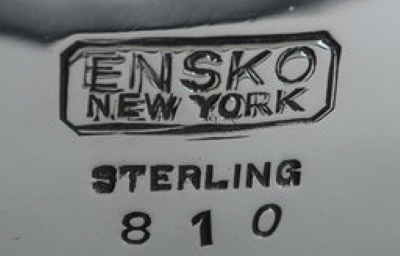 ENSKO
NEW YORK
STERLING
810